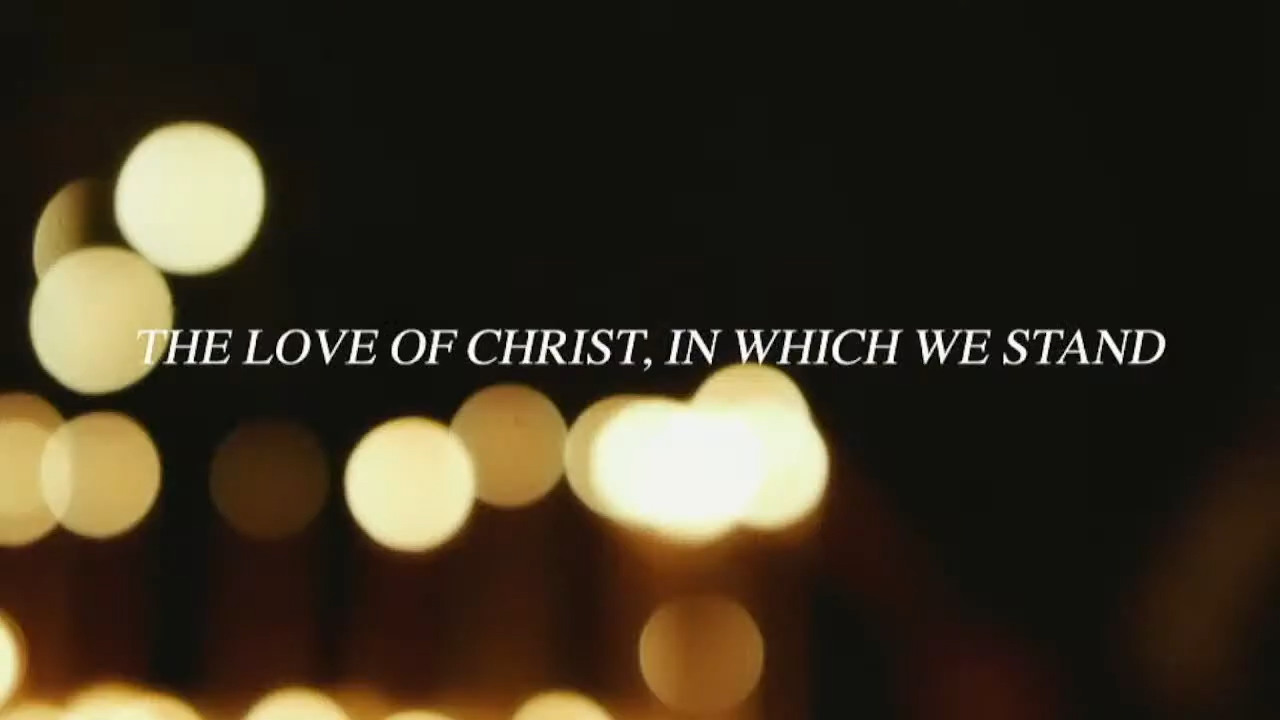 THE LOVE OF CHRIST, IN WHICH WE STAND